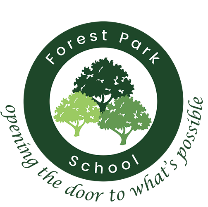 Forest Park
School
opening the door to what's possible